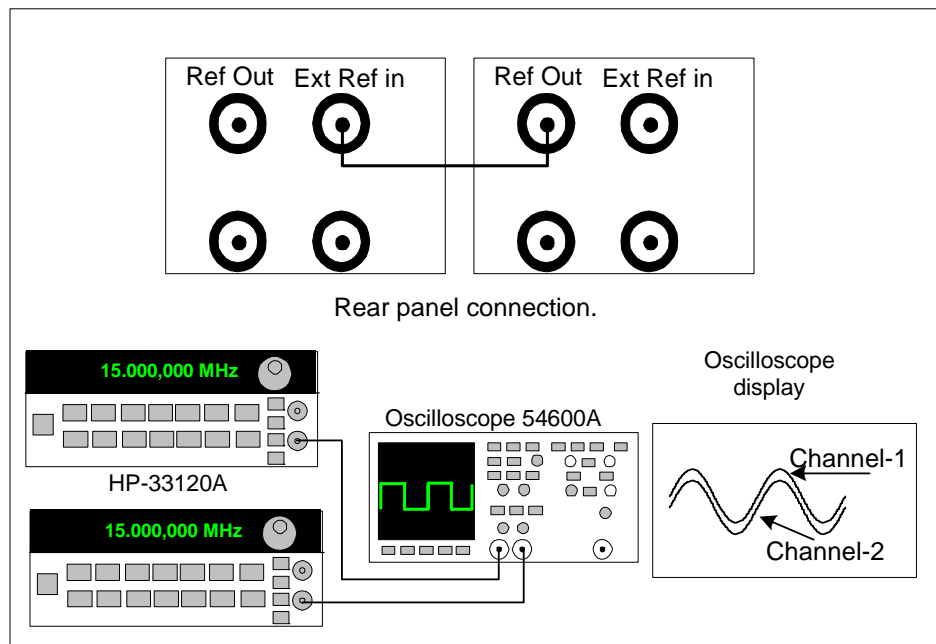 Ref Out Ext Ref in
Ref Out Ext Ref in
Rear panel connection.
15.000,000 MHz
HP-33120A
15.000,000 MHz
Oscilloscope 54600A
Oscilloscope
display
Channel-1
Channel-2